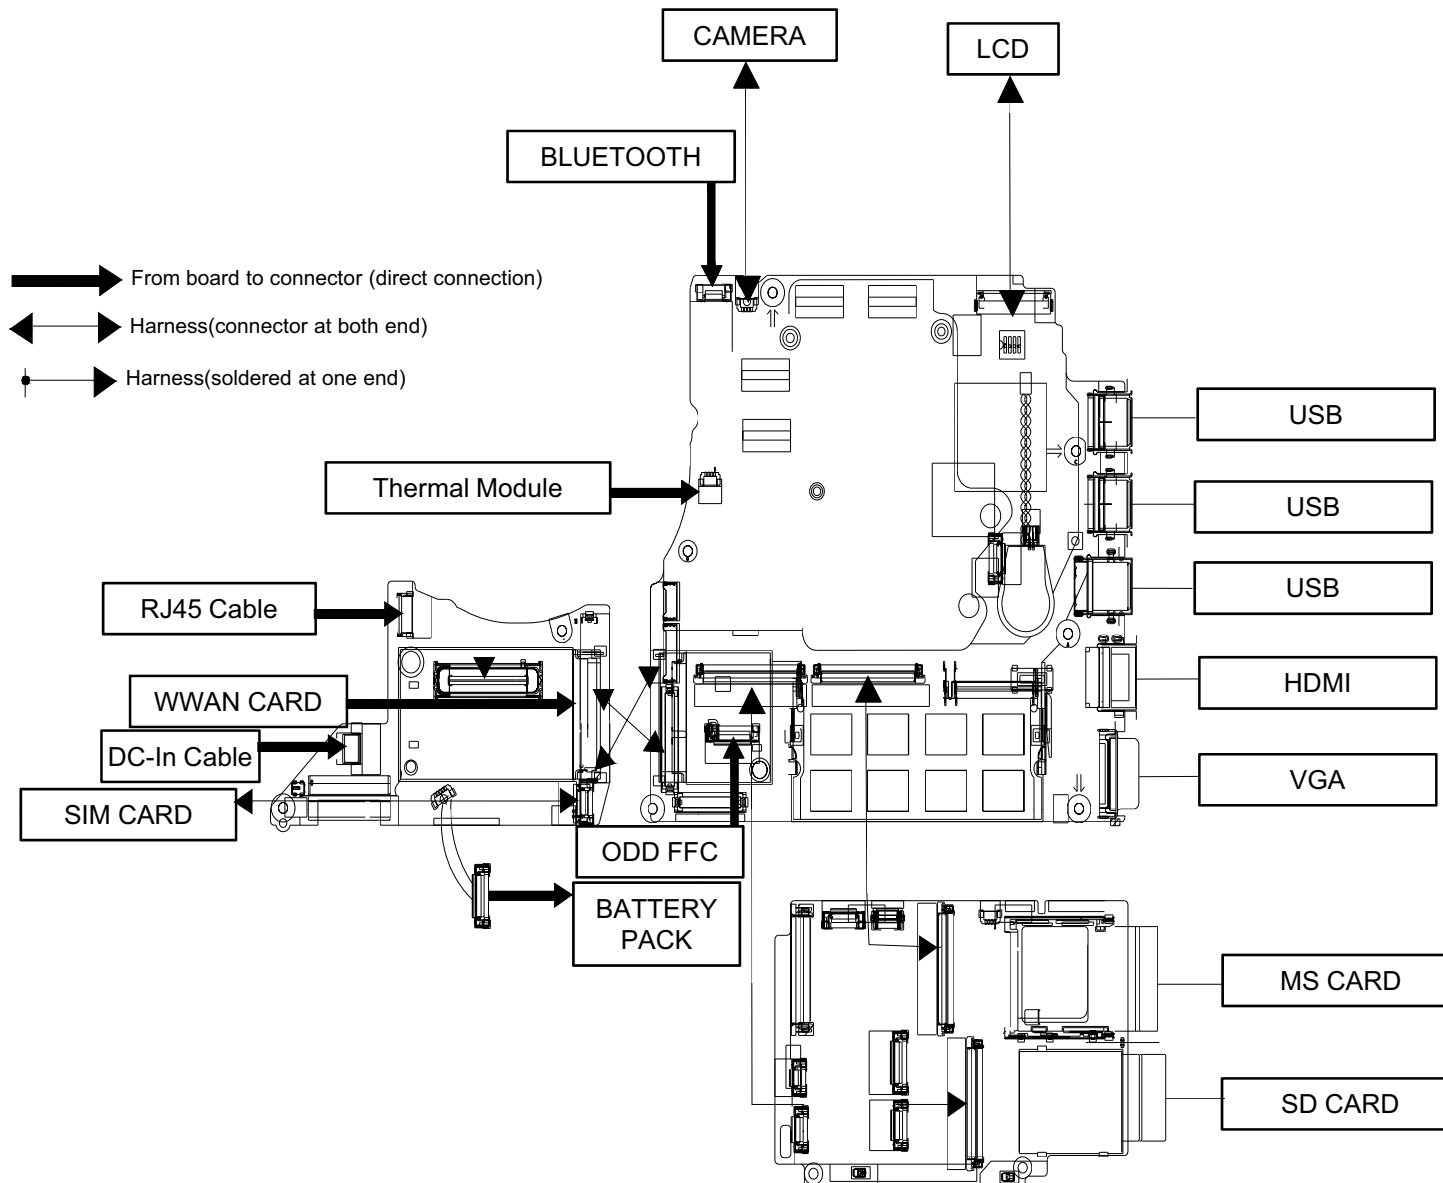 CAMERA
LCD
BLUETOOTH
From board to connector (direct connection)
Harness(connector at both end)
Harness(soldered at one end)
USB
Thermal Module
USB
RJ45 Cable
USB
WWAN CARD
HDMI
DC-In Cable
VGA
SIM CARD
ODD FFC
BATTERY
PACK
MS CARD
SD CARD